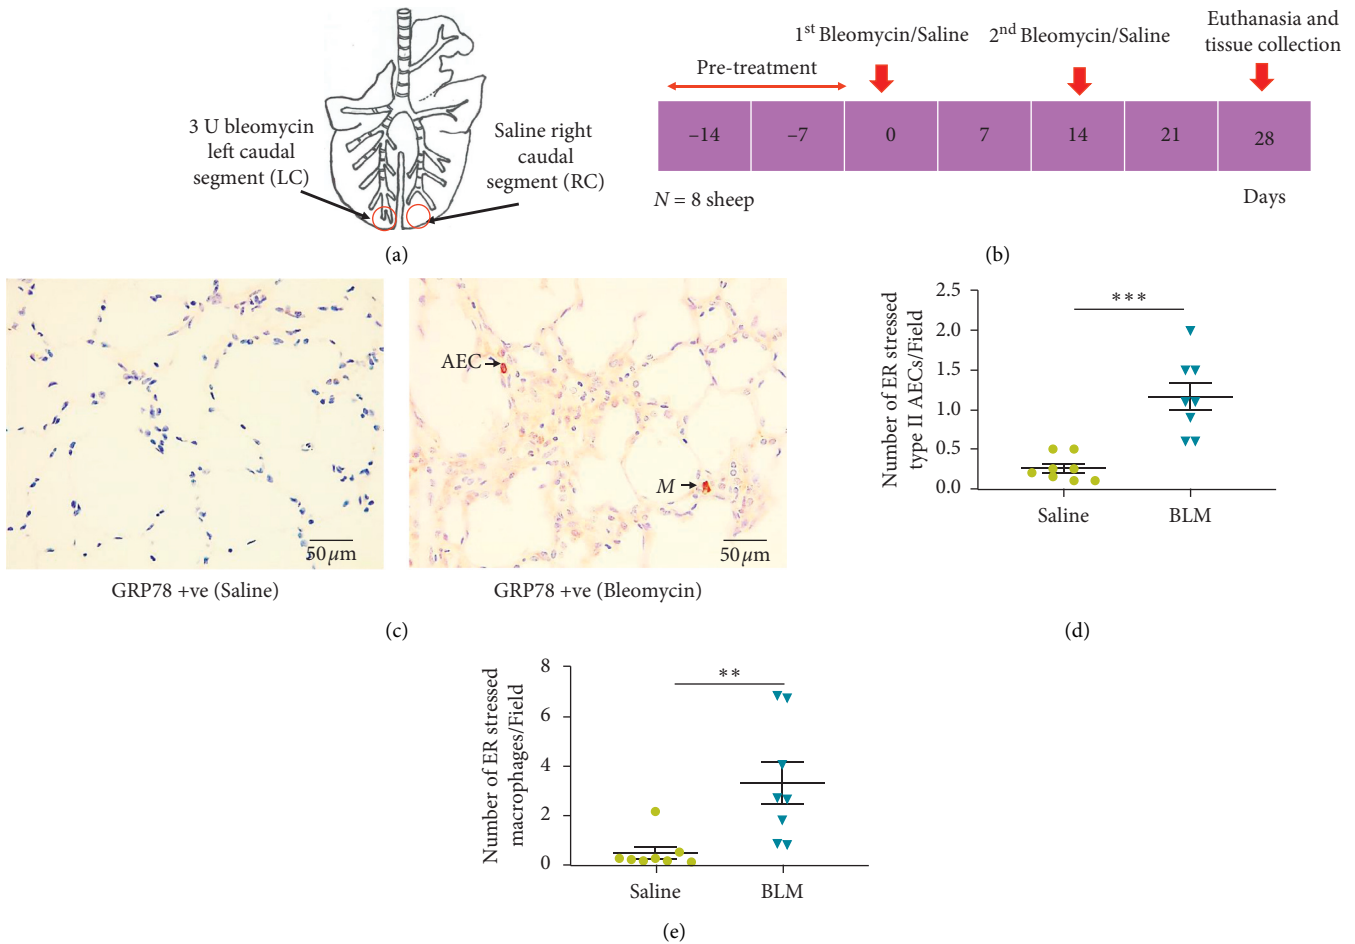 3 U bleomycin
left caudal
segment (LC)
Saline right
caudal
segment (RC)
(a)
1st Bleomycin/Saline
2nd Bleomycin/Saline
Euthanasia and
tissue collection
Pre-treatment
–14 –7 0 7 14 21 28
N = 8 sheep
Days
(b)
50 μm
GRP78 +ve (Saline)
AEC
M
50 μm
GRP78 +ve (Bleomycin)
(c)
Number of ER stressed
type II AECs/Field
2.5
2.0
1.5
1.0
0.5
0.0
***
Saline
BLM
(d)
Number of ER stressed
macrophages/Field
8
6
4
2
0
**
Saline
BLM
(e)